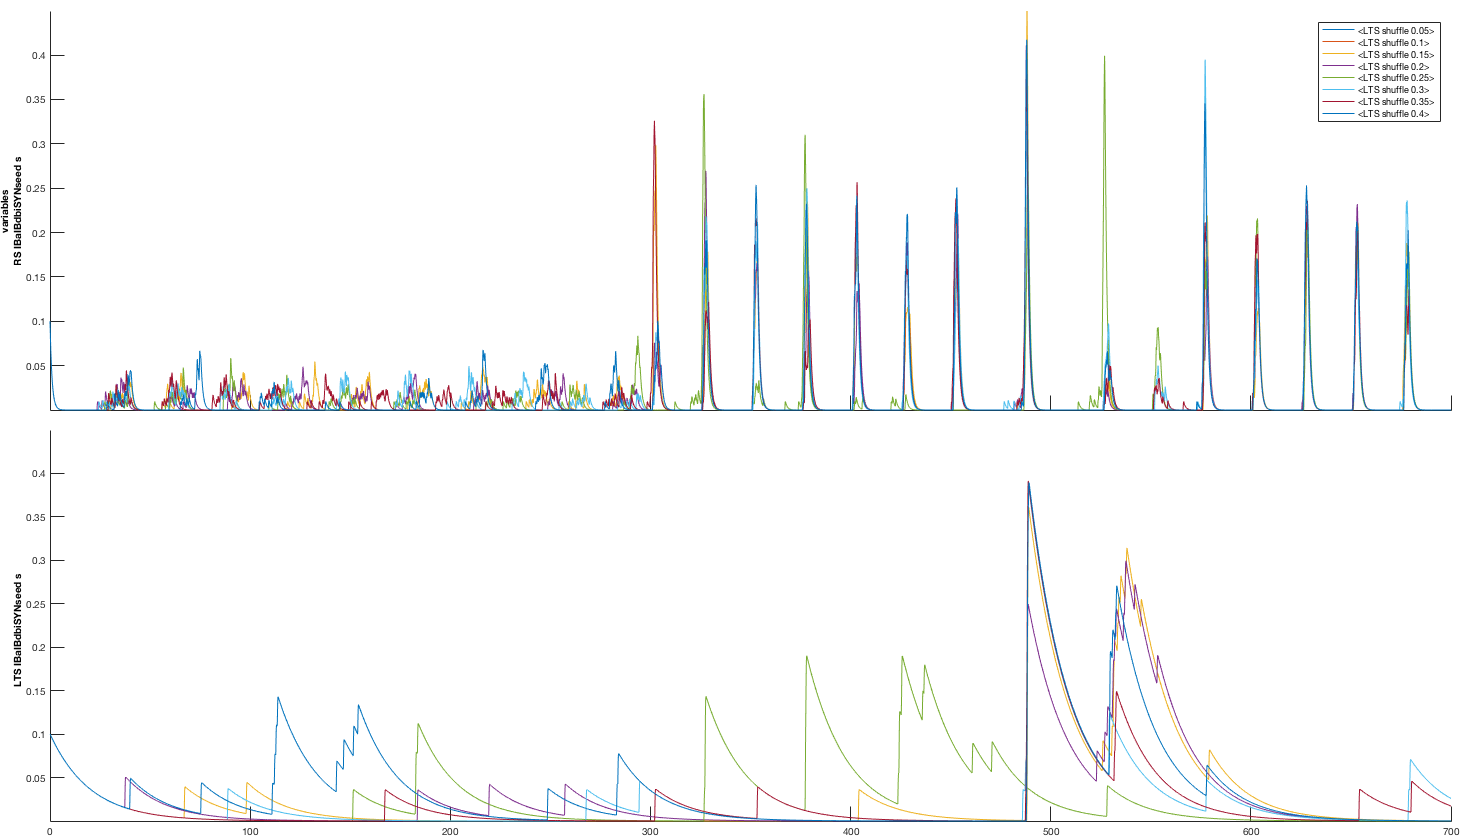 0.4
0.35
0.3
0.25
0.2
0.15
0.1
0.05
variables
RS IBaIBdbiSYNseed s
<LTS shuffle 0.05>
<LTS shuffle 0.1>
<LTS shuffle 0.15>
<LTS shuffle 0.2>
<LTS shuffle 0.25>
<LTS shuffle 0.3>
<LTS shuffle 0.35>
<LTS shuffle 0.4>
0.4
0.35
0.3
0.25
0.2
0.15
0.1
0.05
LTS IBaIBdbiSYNseed s
0 100 200 300 400 500 600 700